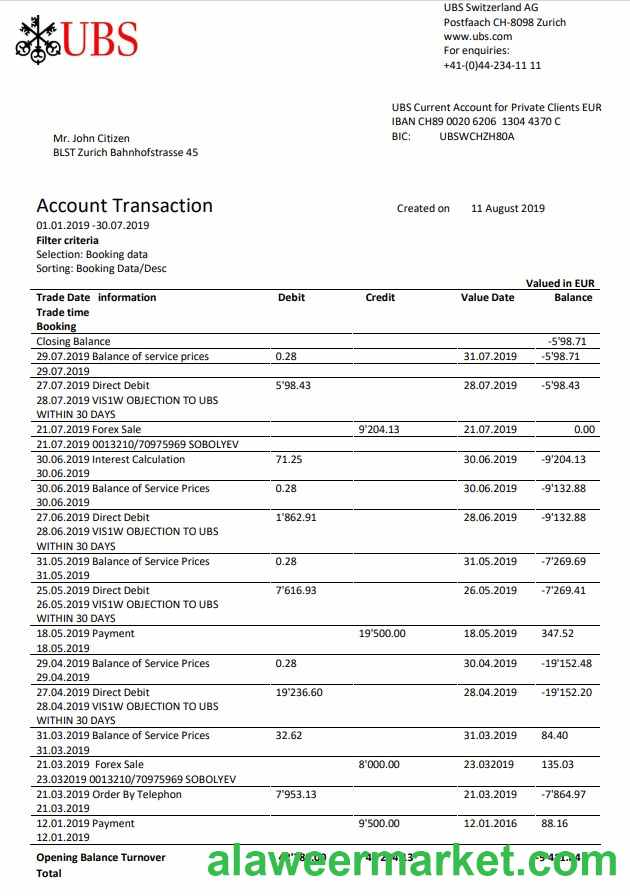 UBS
UBS Switzerland AG
Postfaach CH-8098 Zurich
www.ubs.com
For enquiries:
+41-(0)44-234-11 11
UBS Current Account for Private Clients EUR
IBAN CH89 0020 6206 1304 4370 C
BIC: UBSWCHZH80A
Mr. John Citizen
BLST Zurich Bahnhofstrasse 45
Account Transaction
Created on 11 August 2019
01.01.2019 -30.07.2019
Filter criteria
Selection: Booking data
Sorting: Booking Data/Desc
Valued in EUR
Trade Date information Debit Credit Value Date Balance
Trade time
Booking
Closing Balance -5'98.71
29.07.2019 Balance of service prices 0.28 31.07.2019 -5'98.71
29.07.2019
27.07.2019 Direct Debit 5'98.43 28.07.2019 -5'98.43
28.07.2019 VIS1W OBJECTION TO UBS
WITHIN 30 DAYS
21.07.2019 Forex Sale 9'204.13 21.07.2019 0.00
21.07.2019 0013210/70975969 SOBOLYEV
30.06.2019 Interest Calculation 71.25 30.06.2019 -9'204.13
30.06.2019
30.06.2019 Balance of Service Prices 0.28 30.06.2019 -9'132.88
30.06.2019
27.06.2019 Direct Debit 1'862.91 28.06.2019 -9'132.88
28.06.2019 VIS1W OBJECTION TO UBS
WITHIN 30 DAYS
31.05.2019 Balance of Service Prices 0.28 31.05.2019 -7'269.69
31.05.2019
25.05.2019 Direct Debit 7'616.93 26.05.2019 -7'269.41
26.05.2019 VIS1W OBJECTION TO UBS
WITHIN 30 DAYS
18.05.2019 Payment 19'500.00 18.05.2019 347.52
18.05.2019
29.04.2019 Balance of Service Prices 0.28 30.04.2019 -19'152.48
29.04.2019
27.04.2019 Direct Debit 19'236.60 28.04.2019 -19'152.20
28.04.2019 VIS1W OBJECTION TO UBS
WITHIN 30 DAYS
31.03.2019 Balance of Service Prices 32.62 31.03.2019 84.40
31.03.2019
21.03.2019 Forex Sale 8'000.00 23.032019 135.03
23.032019 0013210/70975969 SOBOLYEV
21.03.2019 Order By Telephon 7'953.13 21.03.2019 -7'864.97
21.03.2019
12.01.2019 Payment 9'500.00 12.01.2016 88.16
12.01.2019
Opening Balance Turnover
Total
alaweermarket.com